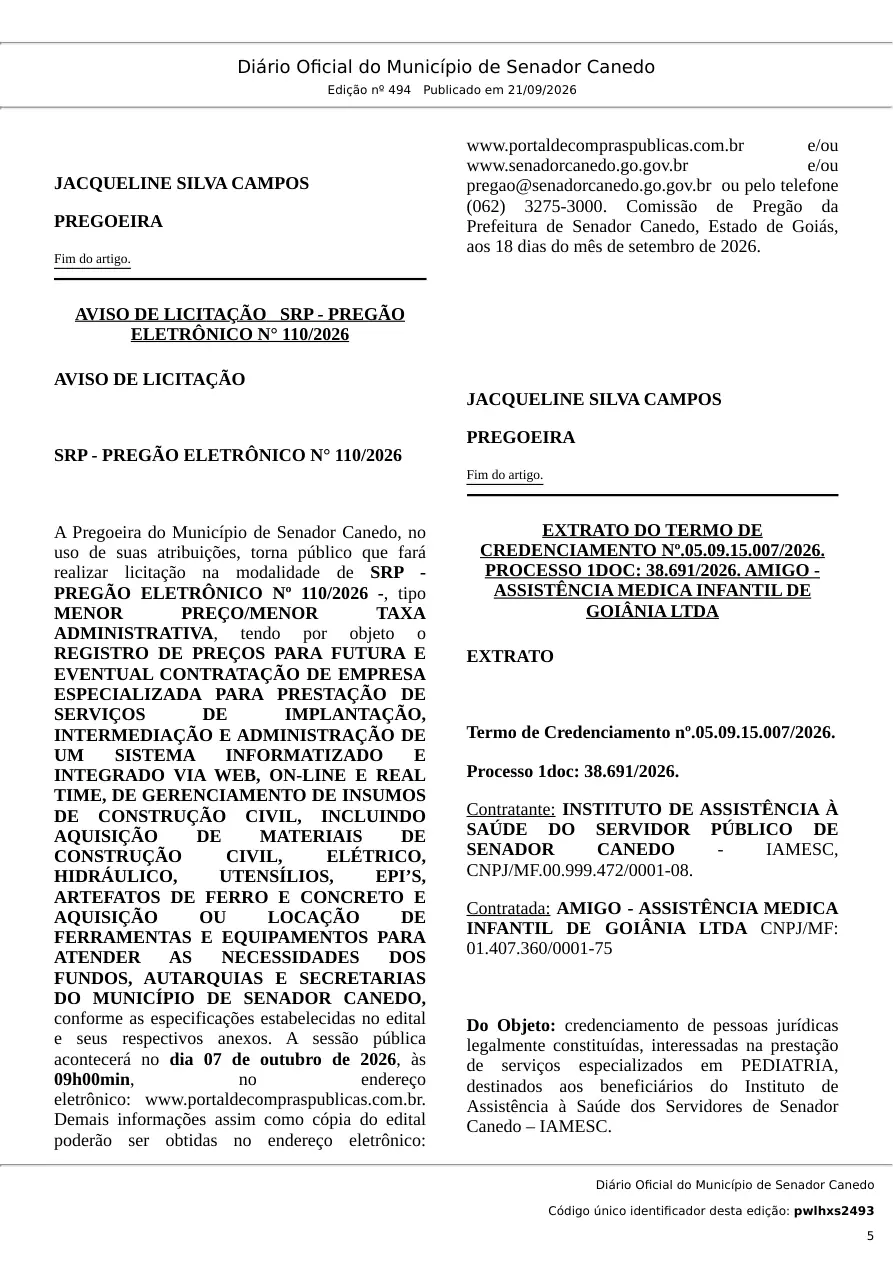 Diário Oficial do Município de Senador Canedo
Edição nº 494 Publicado em 21/09/2026
JACQUELINE SILVA CAMPOS
PREGOEIRA
Fim do artigo.
AVISO DE LICITAÇÃO SRP - PREGÃO
ELETRÔNICO N° 110/2026
AVISO DE LICITAÇÃO
SRP - PREGÃO ELETRÔNICO N° 110/2026
A Pregoeira do Município de Senador Canedo, no
uso de suas atribuições, torna público que fará
realizar licitação na modalidade de SRP -
PREGÃO ELETRÔNICO Nº 110/2026 -, tipo
MENOR PREÇO/MENOR TAXA
ADMINISTRATIVA, tendo por objeto o
REGISTRO DE PREÇOS PARA FUTURA E
EVENTUAL CONTRATAÇÃO DE EMPRESA
ESPECIALIZADA PARA PRESTAÇÃO DE
SERVIÇOS DE IMPLANTAÇÃO,
INTERMEDIAÇÃO E ADMINISTRAÇÃO DE
UM SISTEMA INFORMATIZADO E
INTEGRADO VIA WEB, ON-LINE E REAL
TIME, DE GERENCIAMENTO DE INSUMOS
DE CONSTRUÇÃO CIVIL, INCLUINDO
AQUISIÇÃO DE MATERIAIS DE
CONSTRUÇÃO CIVIL, ELÉTRICO,
HIDRÁULICO, UTENSÍLIOS, EPI’S,
ARTEFATOS DE FERRO E CONCRETO E
AQUISIÇÃO OU LOCAÇÃO DE
FERRAMENTAS E EQUIPAMENTOS PARA
ATENDER AS NECESSIDADES DOS
FUNDOS, AUTARQUIAS E SECRETARIAS
DO MUNICÍPIO DE SENADOR CANEDO,
conforme as especificações estabelecidas no edital
e seus respectivos anexos. A sessão pública
acontecerá no dia 07 de outubro de 2026, às
09h00min, no endereço
eletrônico: www.portaldecompraspublicas.com.br.
Demais informações assim como cópia do edital
poderão ser obtidas no endereço eletrônico:
www.portaldecompraspublicas.com.br e/ou
www.senadorcanedo.go.gov.br e/ou
pregao@senadorcanedo.go.gov.br ou pelo telefone
(062) 3275-3000. Comissão de Pregão da
Prefeitura de Senador Canedo, Estado de Goiás,
aos 18 dias do mês de setembro de 2026.
JACQUELINE SILVA CAMPOS
PREGOEIRA
Fim do artigo.
EXTRATO DO TERMO DE
CREDENCIAMENTO Nº.05.09.15.007/2026.
PROCESSO 1DOC: 38.691/2026. AMIGO -
ASSISTÊNCIA MEDICA INFANTIL DE
GOIÂNIA LTDA
EXTRATO
Termo de Credenciamento nº.05.09.15.007/2026.
Processo 1doc: 38.691/2026.
Contratante: INSTITUTO DE ASSISTÊNCIA À
SAÚDE DO SERVIDOR PÚBLICO DE
SENADOR CANEDO - IAMESC,
CNPJ/MF.00.999.472/0001-08.
Contratada: AMIGO - ASSISTÊNCIA MEDICA
INFANTIL DE GOIÂNIA LTDA CNPJ/MF:
01.407.360/0001-75
Do Objeto: credenciamento de pessoas jurídicas
legalmente constituídas, interessadas na prestação
de serviços especializados em PEDIATRIA,
destinados aos beneficiários do Instituto de
Assistência à Saúde dos Servidores de Senador
Canedo – IAMESC.
Diário Oficial do Município de Senador Canedo
Código único identificador desta edição: pwlhxs2493
5